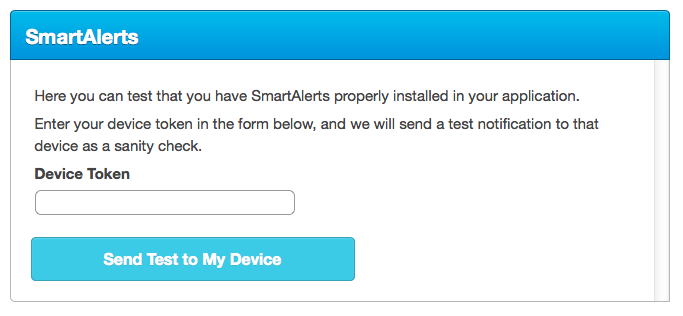 SmartAlerts
Here you can test that you have SmartAlerts properly installed in your application.
Enter your device token in the form below, and we will send a test notification to that
device as a sanity check.
Device Token
Send Test to My Device